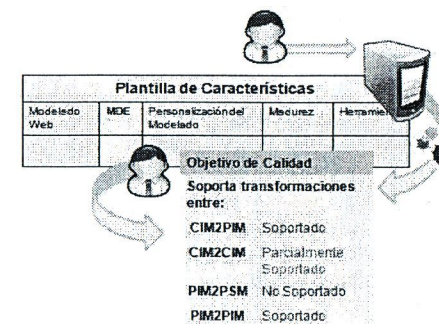 Plantilla de Características
Modelado Web
MDE
Personalización del Modelado
Madurez
Objetivo de Calidad
Soporta transformaciones
entre:
CIM2PIM Soportado
CIM2CIM Parcialmente
Soportado
PIM2PSM No Soportado
PIM2PIM Soportado